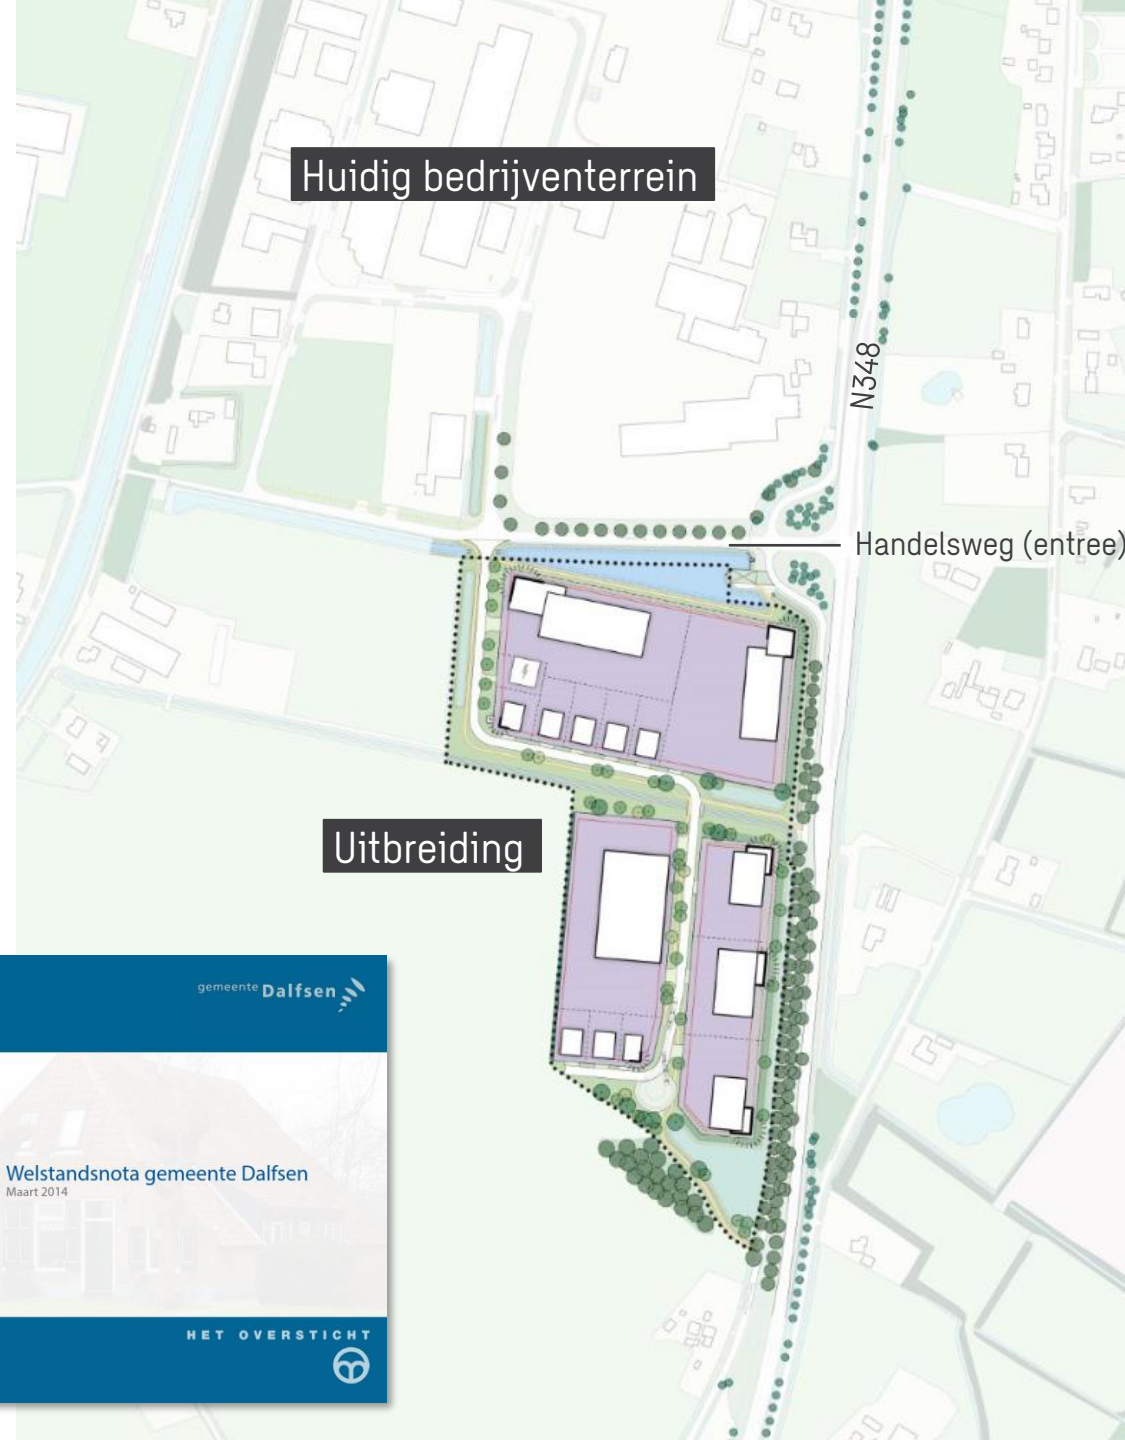 Huidig bedrijventerrein
N348
Handelsweg (entree)
Uitbreiding
gemeente Dalfsen
Welstandsnota gemeente Dalfsen
Maart 2014
HET OVERSTICHT